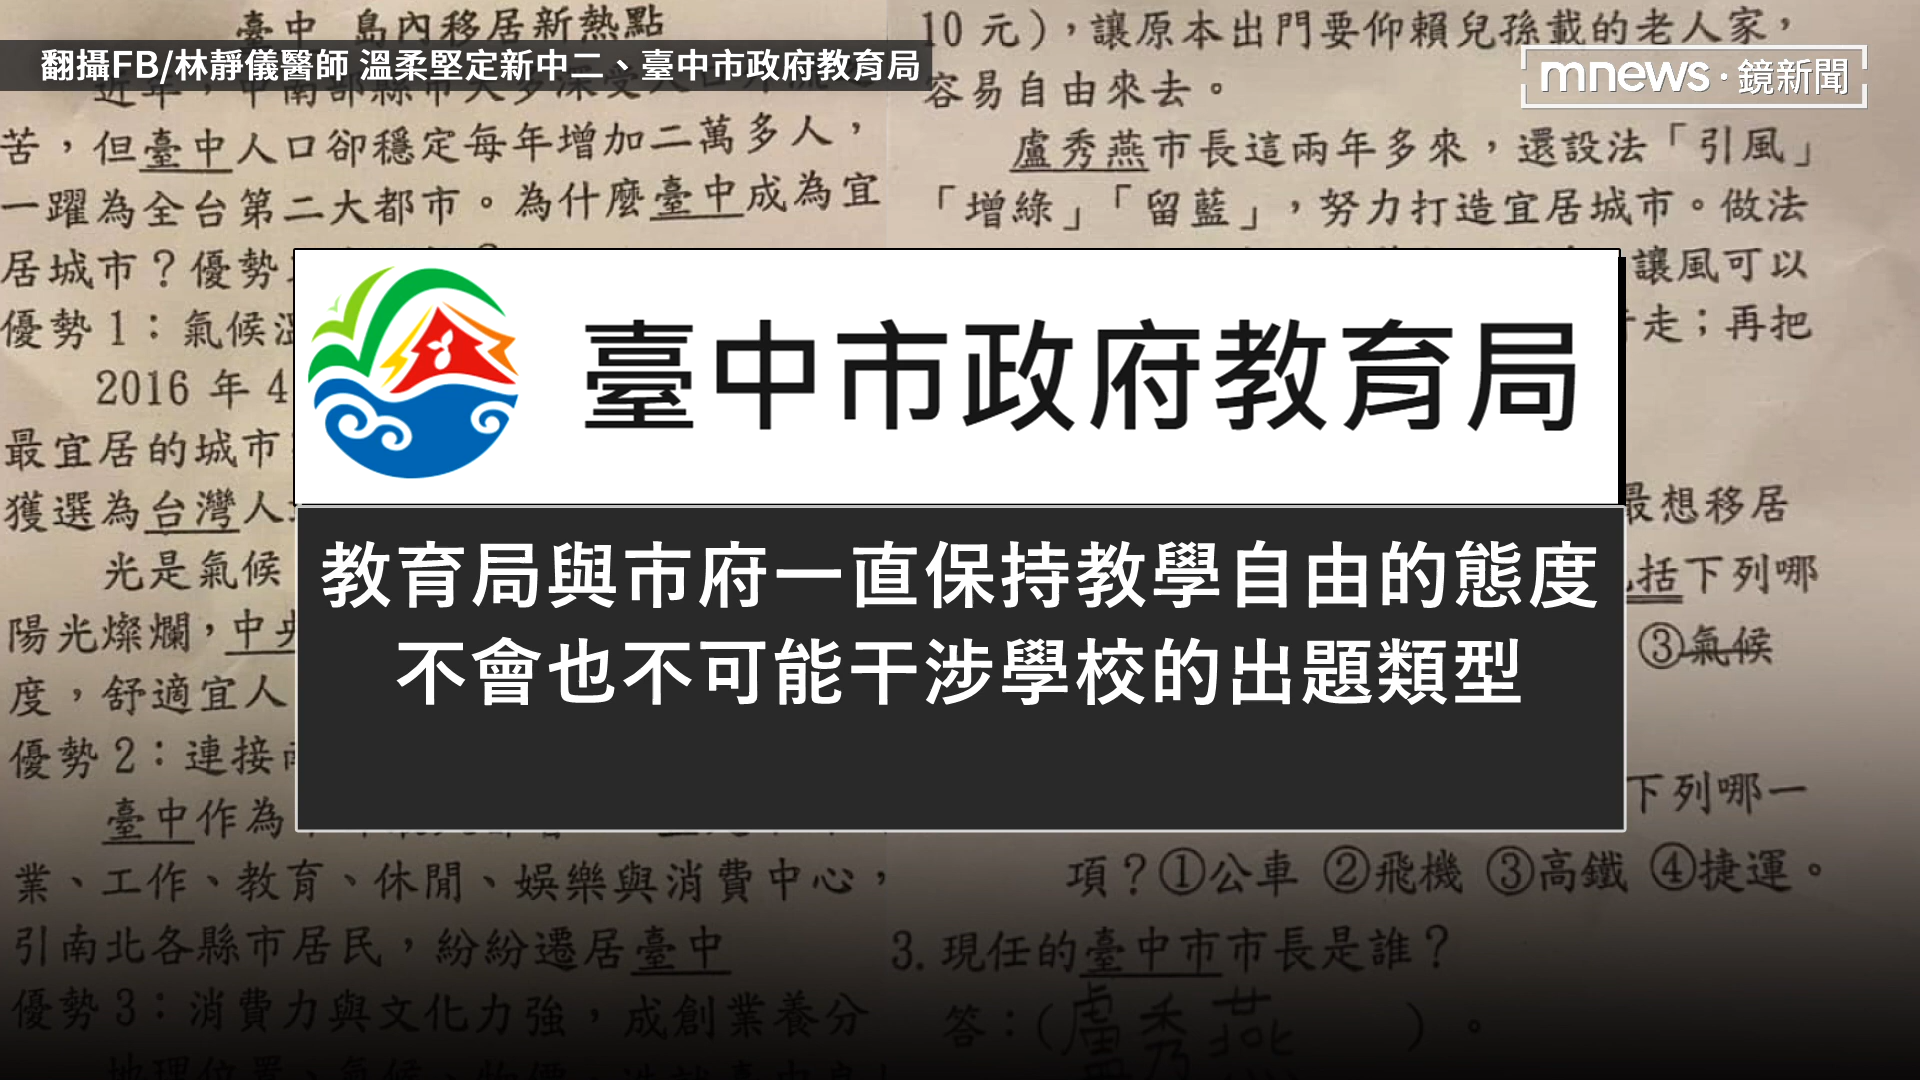 臺中 島內移居新熱點
翻攝FB/林靜儀醫師 溫柔堅定新中二、臺中市政府教育局
mnews·鏡新聞
苦，但臺中人口卻穩定每年增加二萬多人，
一躍為全台第二大都市。為什麼臺中成為宜
居城市？優勢
優勢1：氣候溫
2016 年 4
最宜居的城市
獲選為台灣人
光是氣候
陽光燦爛，中央
度，舒適宜人
優勢2：連接
臺中作為
業、工作、教育、休閒、娛樂與消費中心，
引南北各縣市居民，紛紛遷居臺中
優勢3：消費力與文化力強，成創業養分
10 元），讓原本出門要仰賴兒孫載的老人家，
容易自由來去。
盧秀燕市長這兩年多來，還設法「引風」
「增綠」「留藍」，努力打造宜居城市。做法
讓風可以
走；再把
臺中市政府教育局
教育局與市府一直保持教學自由的態度
不會也不可能干涉學校的出題類型
最想移居
包括下列哪
③氣候
下列哪一
項？①公車 ②飛機 ③高鐵 ④捷運。
3. 現任的臺中市市長是誰？
答：(盧秀燕 )。